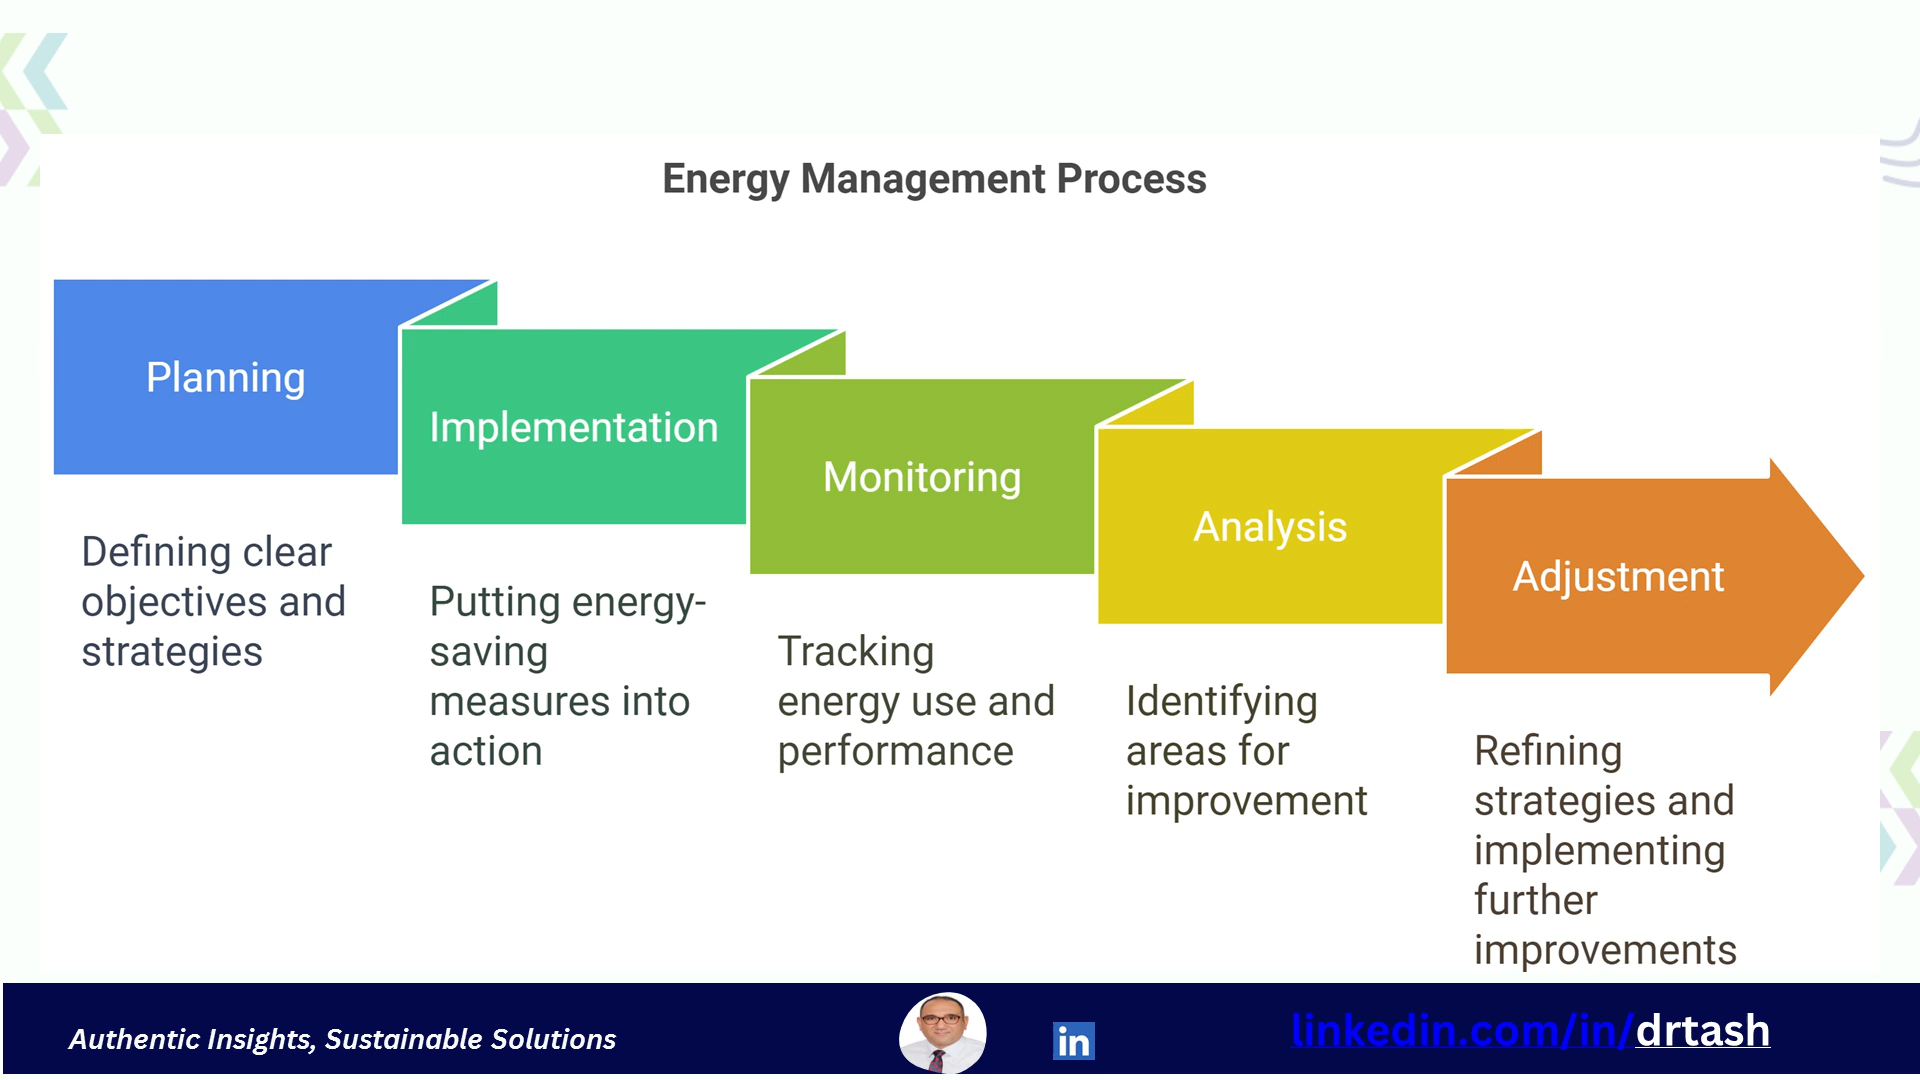 Energy Management Process
Planning
Defining clear
objectives and
strategies
Implementation
Putting energy-
saving
measures into
action
Monitoring
Tracking
energy use and
performance
Analysis
Identifying
areas for
improvement
Adjustment
Refining
strategies and
implementing
further
improvements
Authentic Insights, Sustainable Solutions
in
linkedin.com/in/drtash